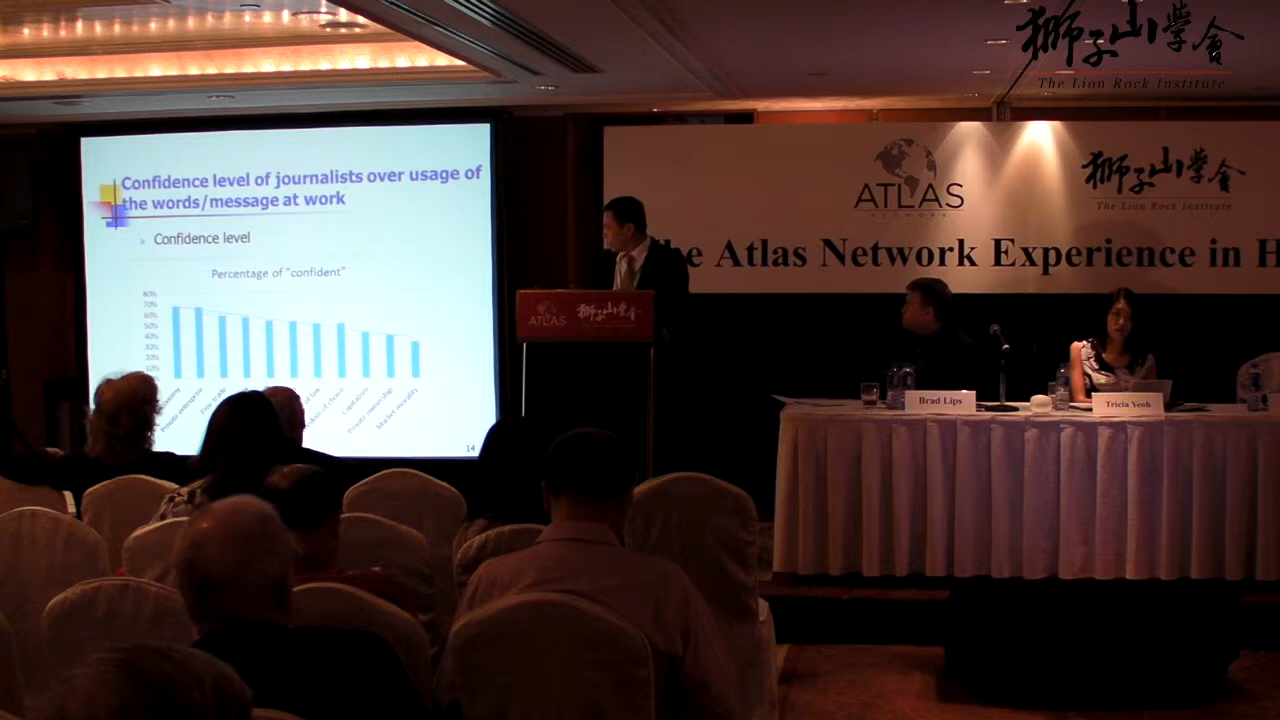 獅子山學會
The Lion Rock Institute
Confidence level of journalists over usage of
the words/message at work
Confidence level
Percentage of "confident"
80%
70%
60%
50%
40%
30%
20%
10%
Private enterprise
Free trade
Capitalism
Private ownership
Market morality
14
ATLAS
NETWORK
獅子山學會
The Lion Rock Institute
The Atlas Network Experience in H
ATLAS
獅子山學會
Brad Lips
Tricia Yeoh